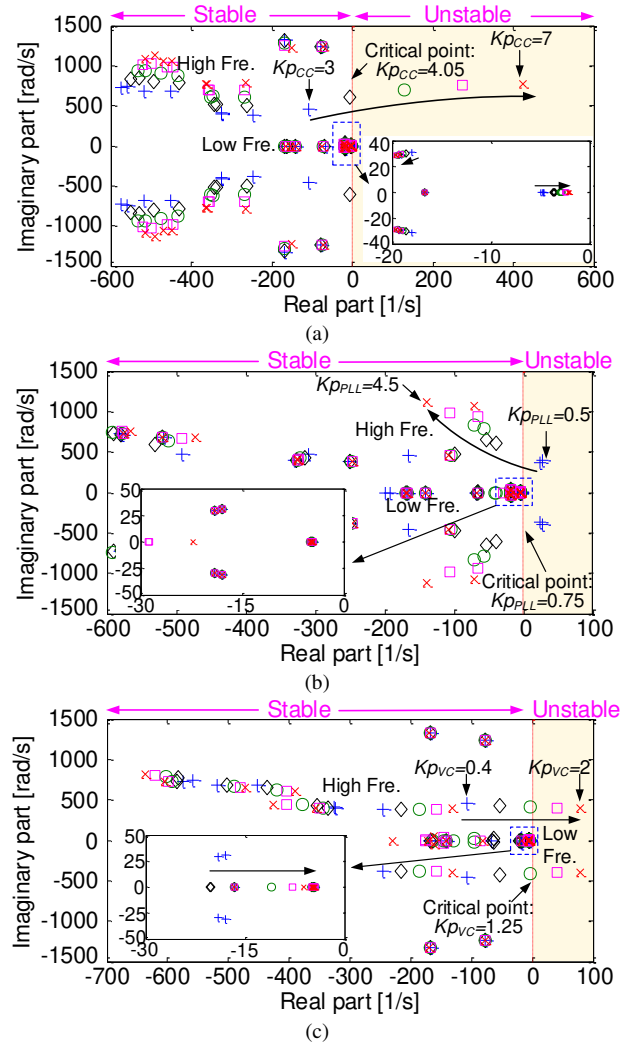 Stable Unstable
1500
1000
500
0
-500
-1000
-1500
Imaginary part [rad/s]
High Fre.
Kp_CC=3
Critical point:
Kp_CC=4.05
Kp_CC=7
Low Fre.
40
20
0
-20
-40
20 -10 0
-600 -400 -200 0 200 400 600
Real part [1/s]
(a)
Stable Unstable
1500
1000
500
0
-500
-1000
-1500
Imaginary part [rad/s]
Kp_PLL=4.5
High Fre.
Kp_PLL=0.5
Low Fre.
Critical point:
Kp_PLL=0.75
50
25
0
-25
-50
-30 -15 0
-600 -500 -400 -300 -200 -100 0 100
Real part [1/s]
(b)
Stable Unstable
1500
1000
500
0
-500
-1000
-1500
Imaginary part [rad/s]
High Fre.
Kp_VC=0.4
Kp_VC=2
Low
Fre.
Critical point:
Kp_VC=1.25
50
25
0
-25
-50
-30 -15 0
-700 -600 -500 -400 -300 -200 -100 0 100
Real part [1/s]
(c)